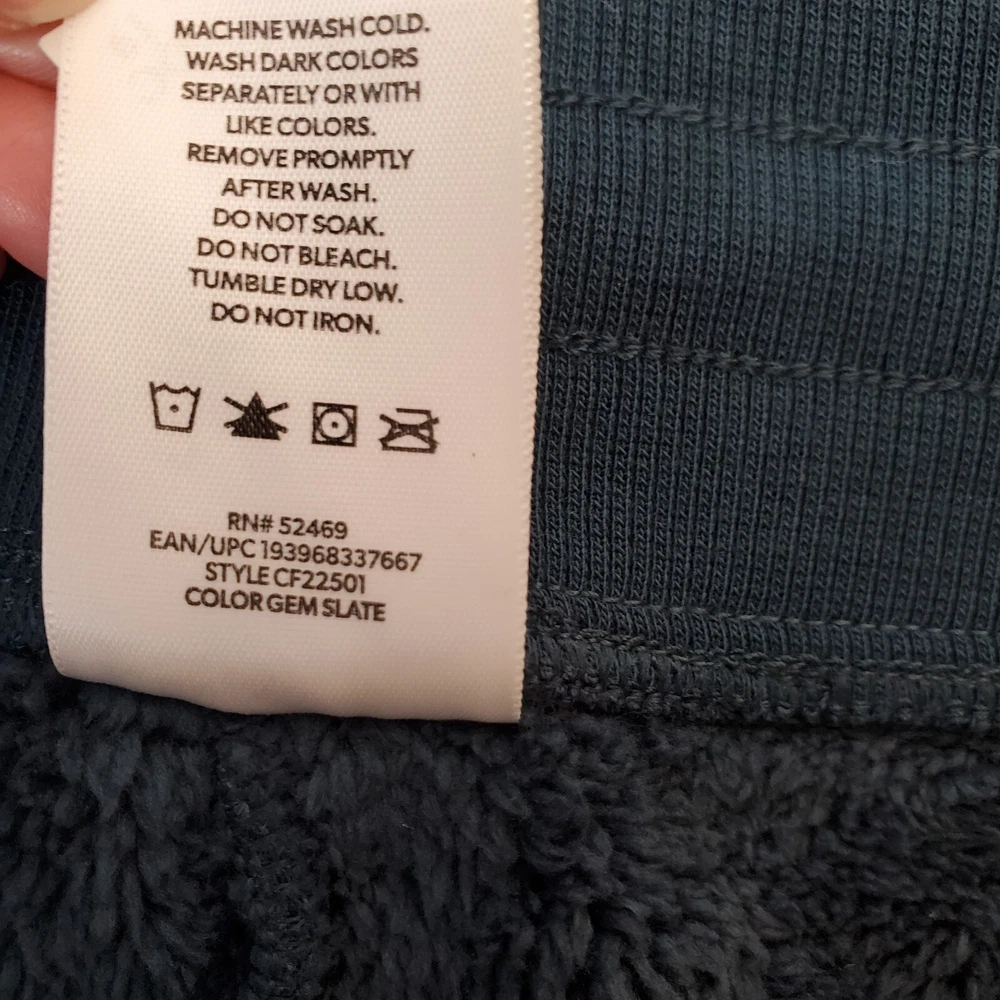 MACHINE WASH COLD.
WASH DARK COLORS
SEPARATELY OR WITH
LIKE COLORS.
REMOVE PROMPTLY
AFTER WASH.
DO NOT SOAK.
DO NOT BLEACH.
TUMBLE DRY LOW.
DO NOT IRON.
RN# 52469
EAN/UPC 193968337667
STYLE CF22501
COLOR GEM SLATE